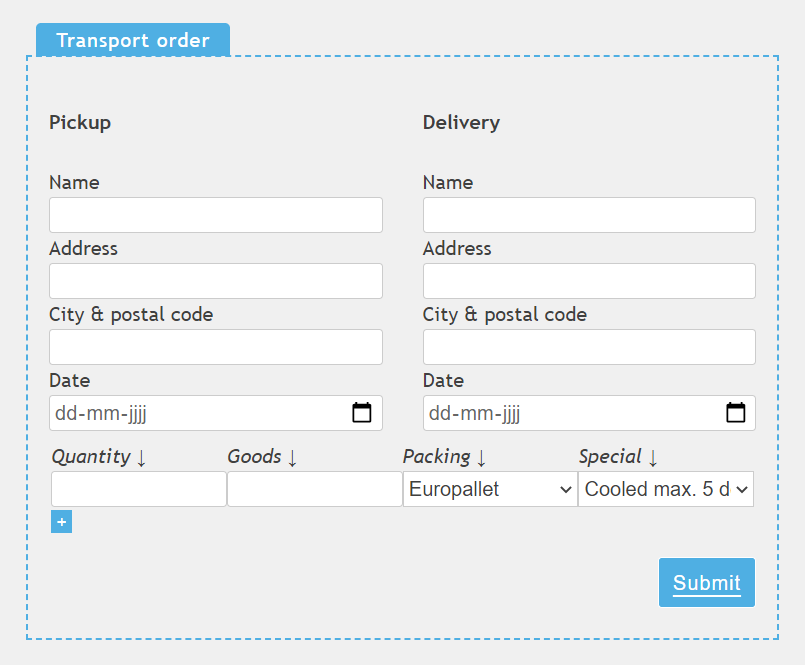 Transport order
Pickup Delivery
Name Name
Address Address
City & postal code City & postal code
Date Date
dd-mm-jjjj dd-mm-jjjj
Quantity ↓ Goods ↓ Packing ↓ Special ↓
Europallet Cooled max. 5 d
+
Submit